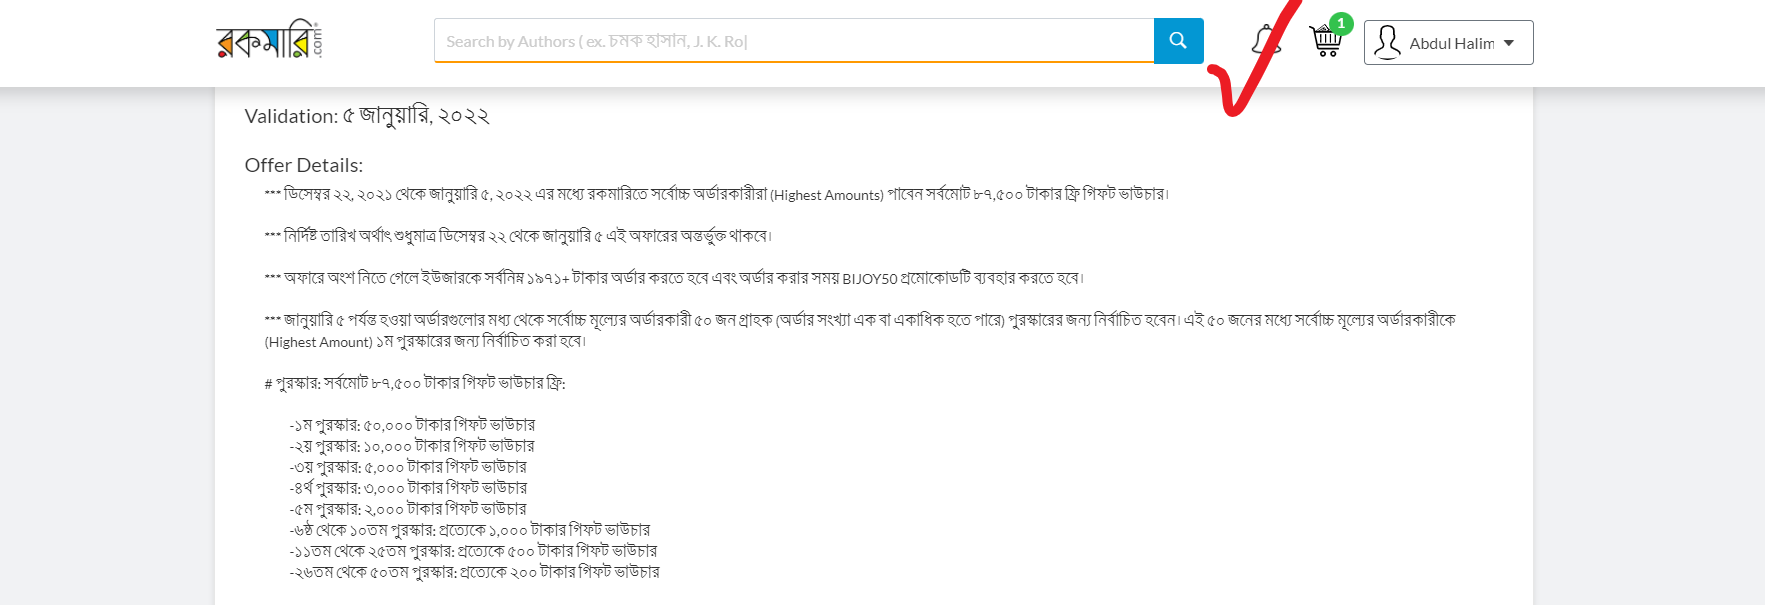 রকমারি.com
Search by Authors ( ex. চমক হাসান, J. K. Ro|
1
Abdul Halim
Validation: ৫ জানুয়ারি, ২০২২
Offer Details:
*** ডিসেম্বর ২২, ২০২১ থেকে জানুয়ারি ৫, ২০২২ এর মধ্যে রকমারিতে সর্বোচ্চ অর্ডারকারীরা (Highest Amounts) পাবেন সর্বমোট ৮৭,৫০০ টাকার ফ্রি গিফট ভাউচার।
*** নির্দিষ্ট তারিখ অর্থাৎ শুধুমাত্র ডিসেম্বর ২২ থেকে জানুয়ারি ৫ এই অফারের অন্তর্ভুক্ত থাকবে।
*** অফারে অংশ নিতে গেলে ইউজারকে সর্বনিম্ন ১৯৭১+ টাকার অর্ডার করতে হবে এবং অর্ডার করার সময় BIJOY50 প্রমোকোডটি ব্যবহার করতে হবে।
*** জানুয়ারি ৫ পর্যন্ত হওয়া অর্ডারগুলোর মধ্য থেকে সর্বোচ্চ মূল্যের অর্ডারকারী ৫০ জন গ্রাহক (অর্ডার সংখ্যা এক বা একাধিক হতে পারে) পুরস্কারের জন্য নির্বাচিত হবেন। এই ৫০ জনের মধ্যে সর্বোচ্চ মূল্যের অর্ডারকারীকে
(Highest Amount) ১ম পুরস্কারের জন্য নির্বাচিত করা হবে।
# পুরস্কার: সর্বমোট ৮৭,৫০০ টাকার গিফট ভাউচার ফ্রি:
-১ম পুরস্কার: ৫০,০০০ টাকার গিফট ভাউচার
-২য় পুরস্কার: ১০,০০০ টাকার গিফট ভাউচার
-৩য় পুরস্কার: ৫,০০০ টাকার গিফট ভাউচার
-৪র্থ পুরস্কার: ৩,০০০ টাকার গিফট ভাউচার
-৫ম পুরস্কার: ২,০০০ টাকার গিফট ভাউচার
-৬ষ্ঠ থেকে ১০তম পুরস্কার: প্রত্যেকে ১,০০০ টাকার গিফট ভাউচার
-১১তম থেকে ২৫তম পুরস্কার: প্রত্যেকে ৫০০ টাকার গিফট ভাউচার
-২৬তম থেকে ৫০তম পুরস্কার: প্রত্যেকে ২০০ টাকার গিফট ভাউচার